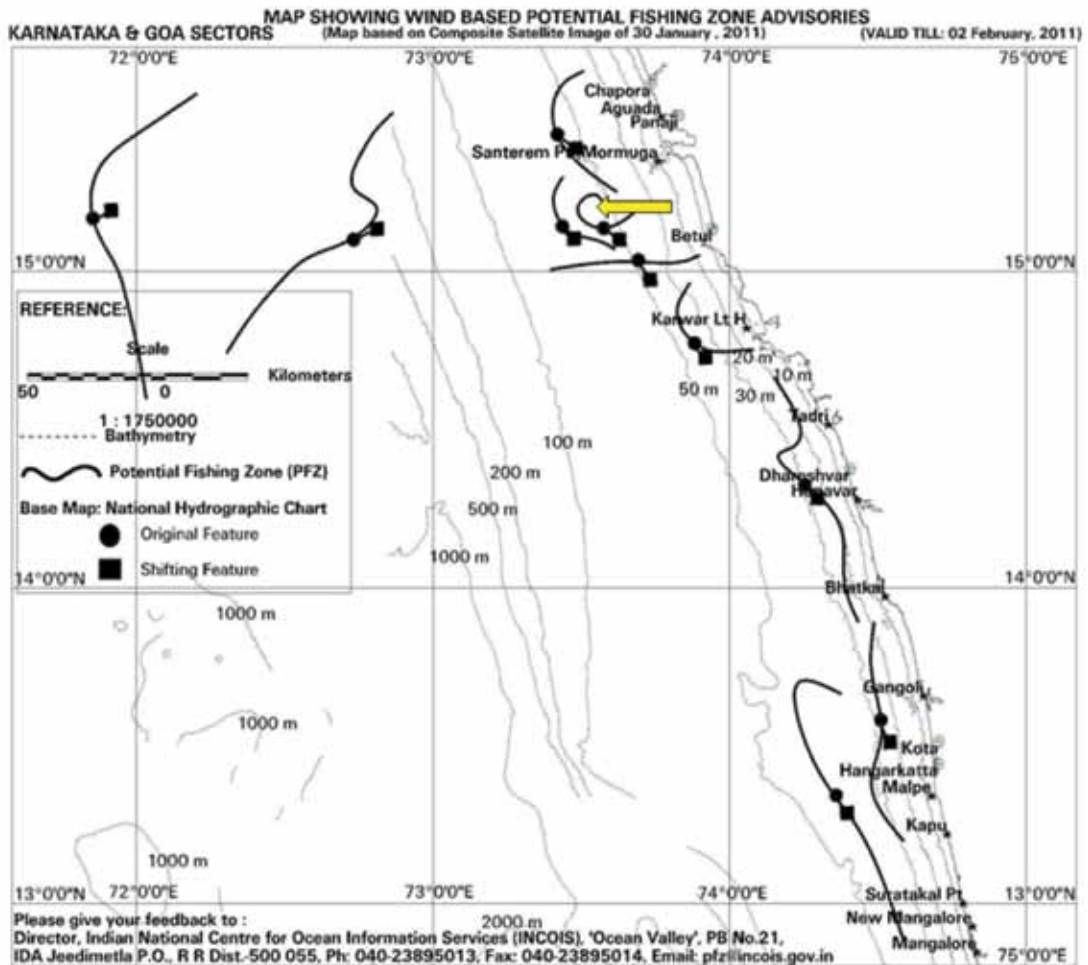 MAP SHOWING WIND BASED POTENTIAL FISHING ZONE ADVISORIES
KARNATAKA & GOA SECTORS (Map based on Composite Satellite Image of 30 January , 2011) (VALID TILL: 02 February, 2011)
72°0'0"E 73°0'0"E 74°0'0"E 75°0'0"E
Chapora
Aguada
Panaji
Santerem Mormuga
Betul
15°0'0"N 15°0'0"N
REFERENCE:
Karwar Lt H
Scale
20 m
Kilometers
10 m
50 0
50 m 30 m
1 : 1750000
Tadri
Bathymetry
100 m
Potential Fishing Zone (PFZ)
200 m
Dhareshvar
Honavar
Base Map: National Hydrographic Chart
500 m
Original Feature
1000 m
Shifting Feature
14°0'0"N 14°0'0"N
Bhatkal
1000 m
Gangoli
1000 m
Kota
Hangarkatta
Malpe
Kapu
1000 m
13°0'0"N 72°0'0"E 73°0'0"E 74°0'0"E 13°0'0"N
Suratakal Pt
2000 m
New Mangalore
Mangalore
75°0'0"E
Please give your feedback to :
Director, Indian National Centre for Ocean Information Services (INCOIS), 'Ocean Valley', PB No.21,
IDA Jeedimetla P.O., R R Dist.-500 055, Ph: 040-23895013, Fax: 040-23895014, Email: pfz@incois.gov.in